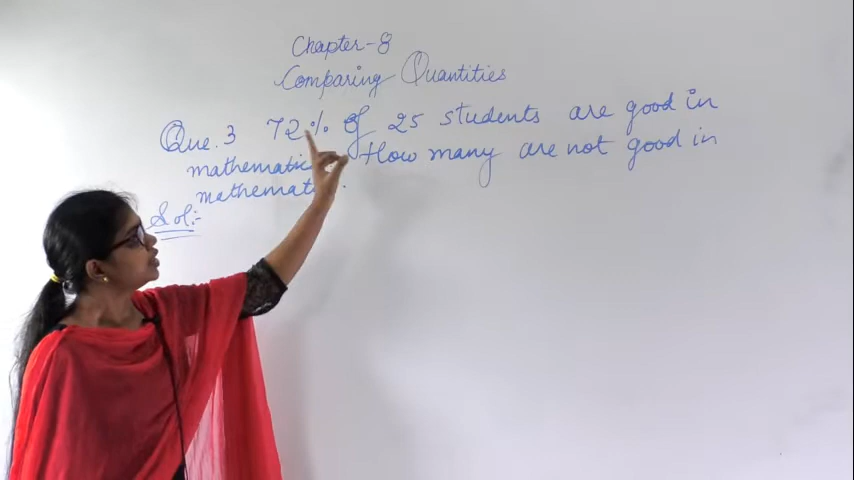 Chapter-8
Comparing Quantities
Que. 3 72% of 25 students are good in
mathematics. How many are not good in
mathemat .
Sol:-